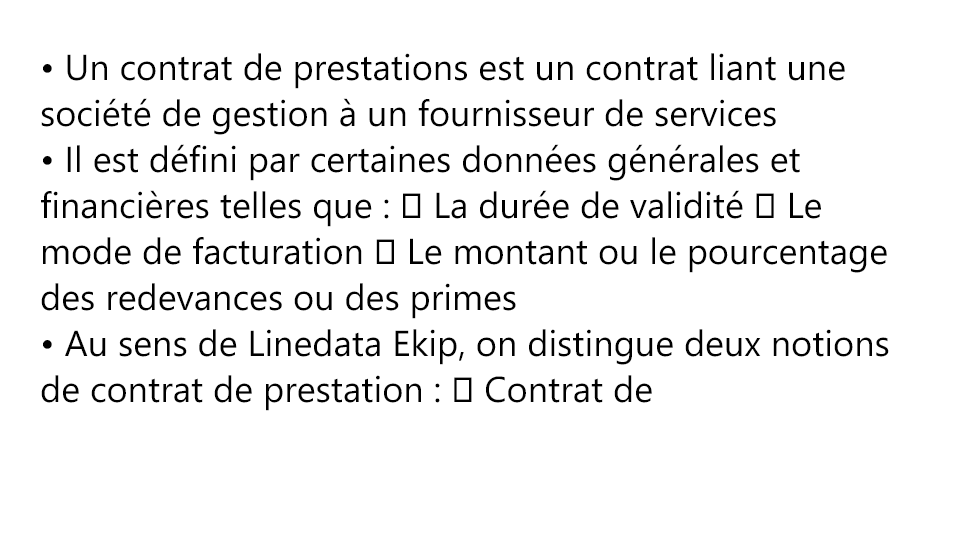 • Un contrat de prestations est un contrat liant une
société de gestion à un fournisseur de services
• Il est défini par certaines données générales et
financières telles que :  La durée de validité  Le
mode de facturation  Le montant ou le pourcentage
des redevances ou des primes
• Au sens de Linedata Ekip, on distingue deux notions
de contrat de prestation :  Contrat de